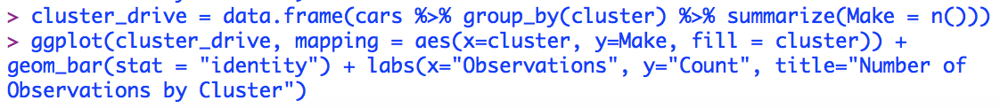 > cluster_drive = data.frame(cars %>% group_by(cluster) %>% summarize(Make = n()))
> ggplot(cluster_drive, mapping = aes(x=cluster, y=Make, fill = cluster)) +
geom_bar(stat = "identity") + labs(x="Observations", y="Count", title="Number of
Observations by Cluster")